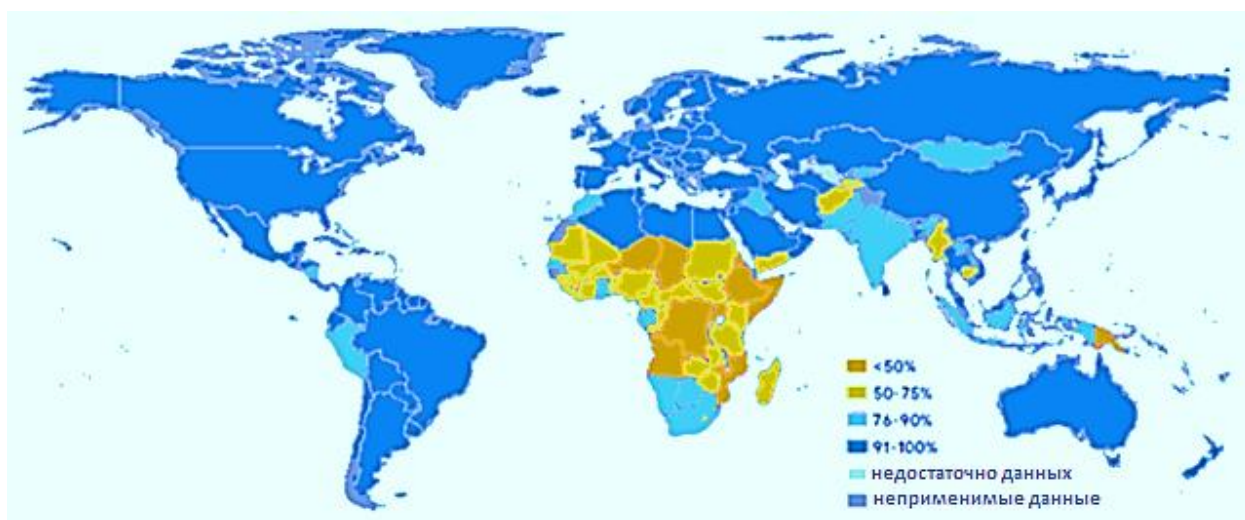 <50%
50-75%
76-90%
91-100%
недостаточно данных
неприменимые данные